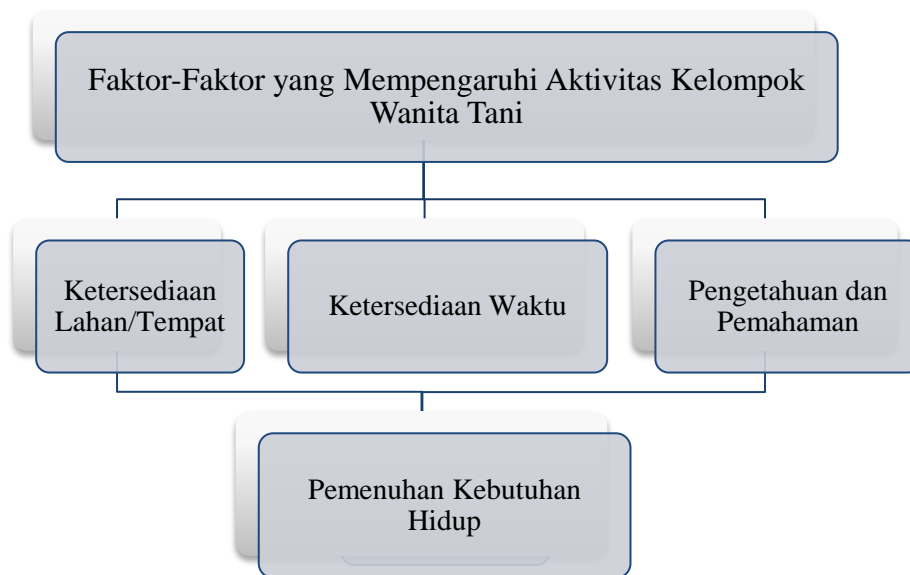 Faktor-Faktor yang Mempengaruhi Aktivitas Kelompok
Wanita Tani
Ketersediaan
Lahan/Tempat
Ketersediaan Waktu
Pengetahuan dan
Pemahaman
Pemenuhan Kebutuhan
Hidup